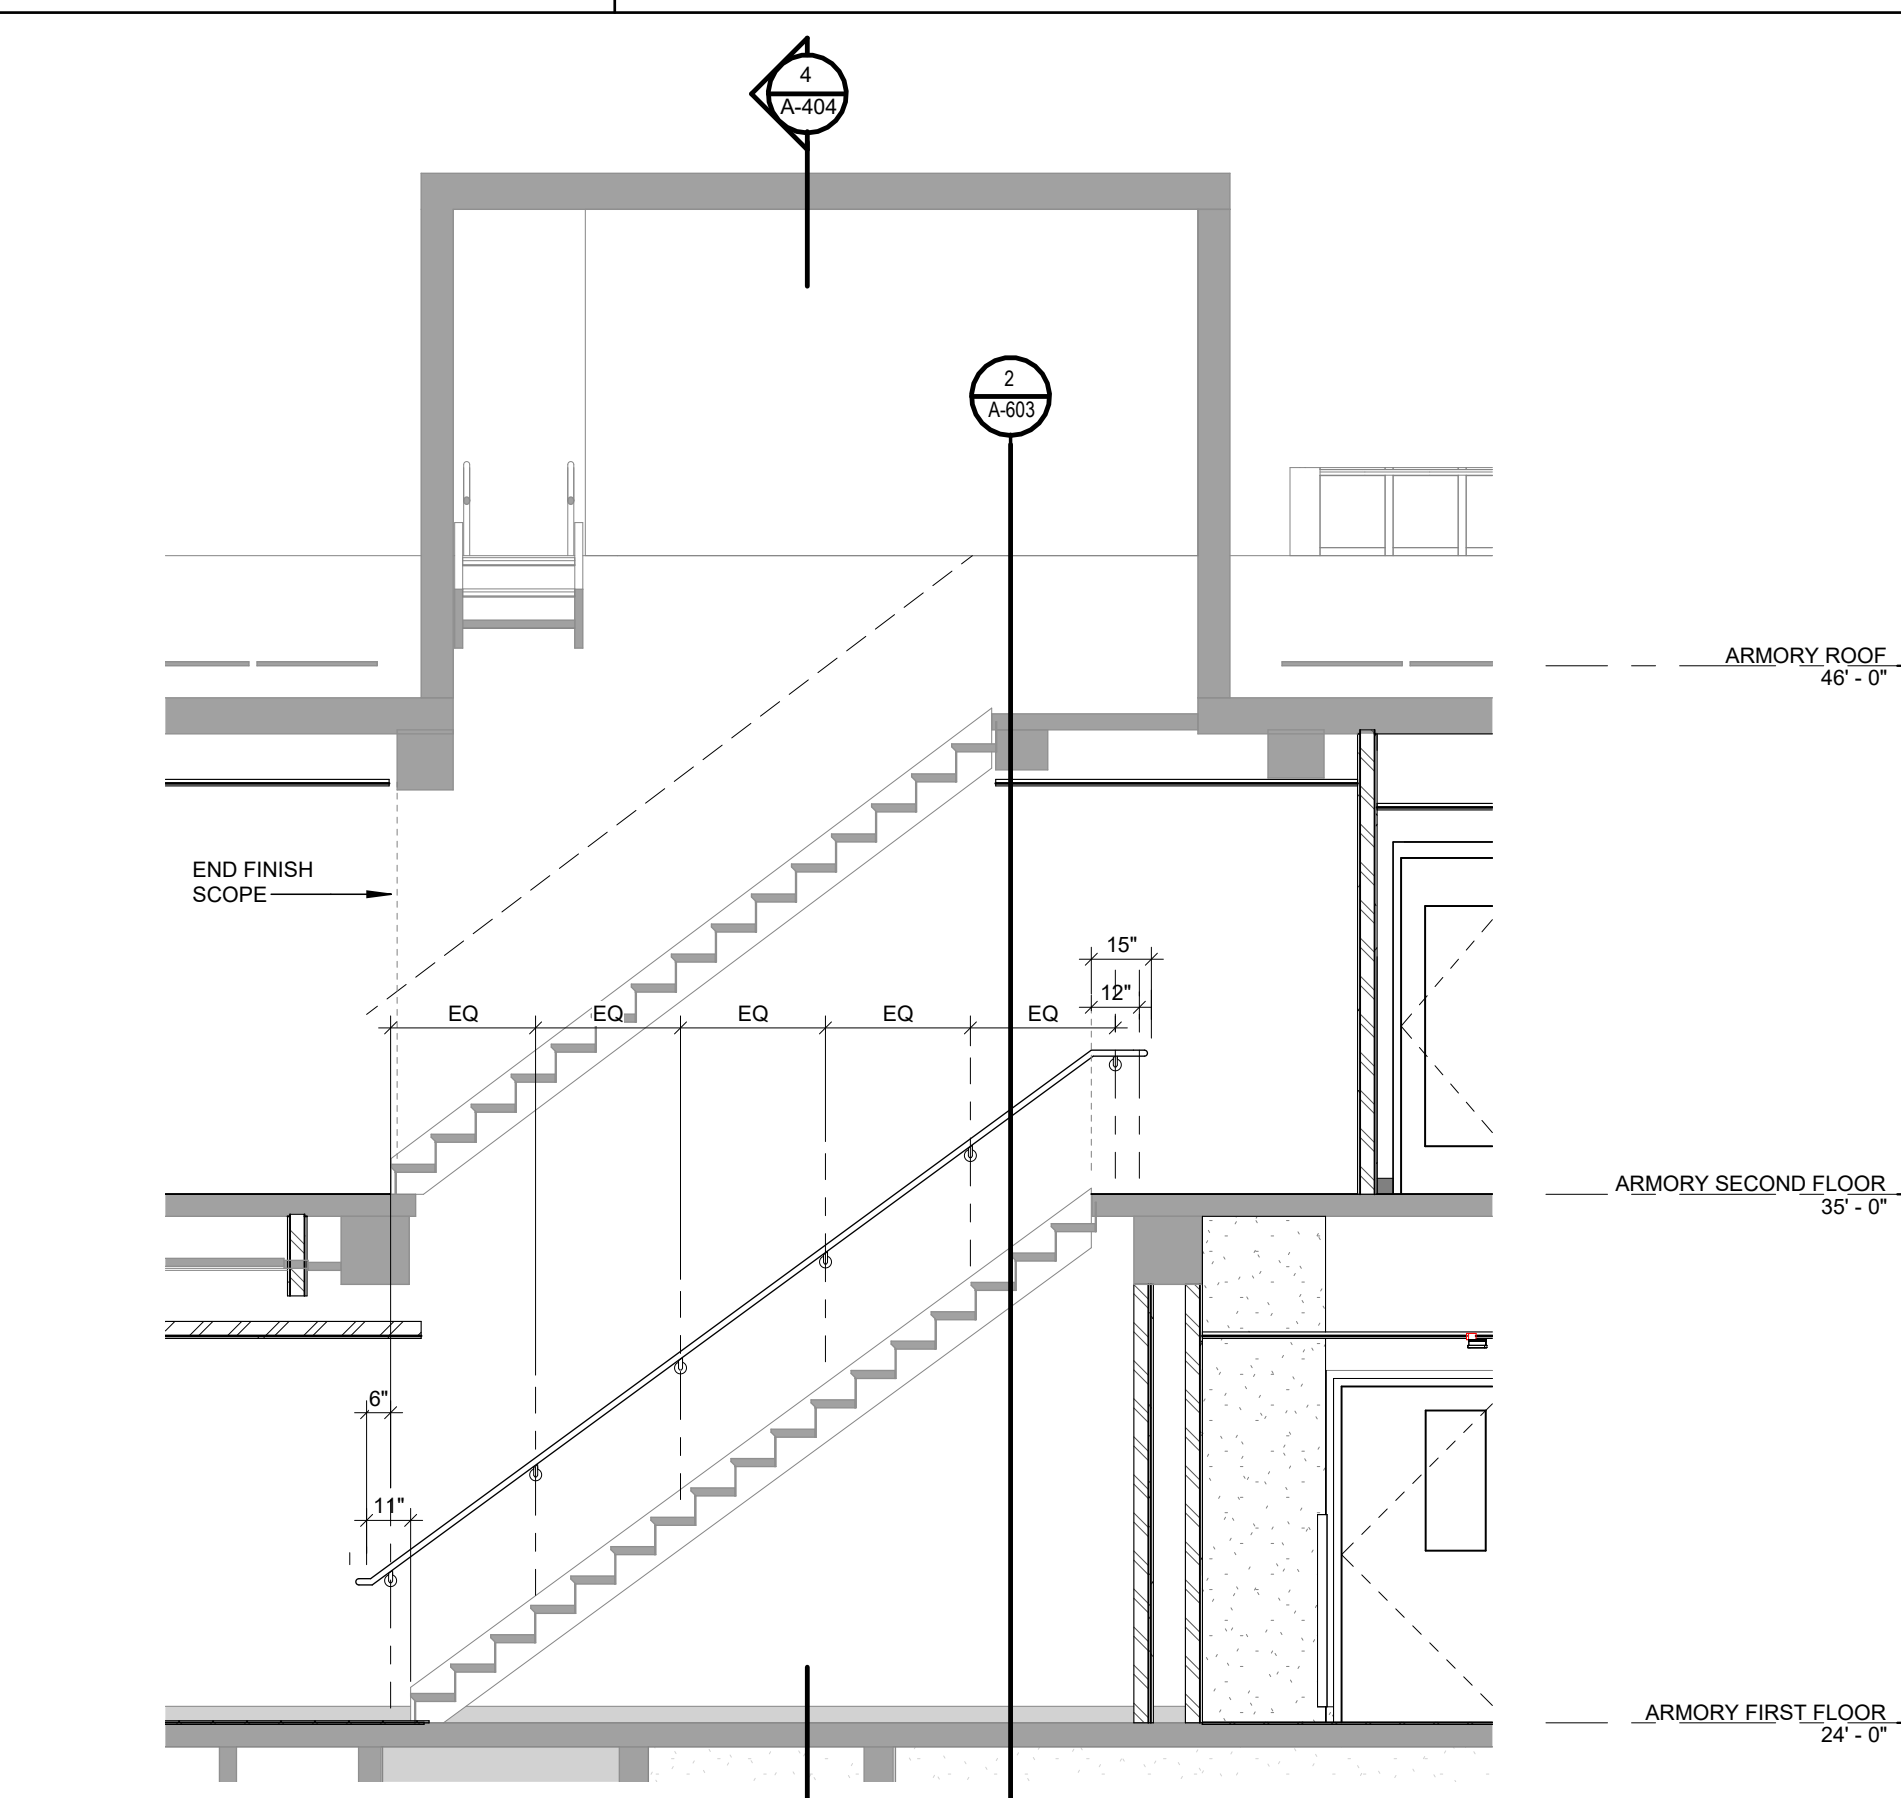 4
A-404
2
A-603
ARMORY ROOF
46' - 0"
END FINISH
SCOPE
15"
12"
EQ
EQ
EQ
EQ
EQ
ARMORY SECOND FLOOR
35' - 0"
6"
11"
ARMORY FIRST FLOOR
24' - 0"